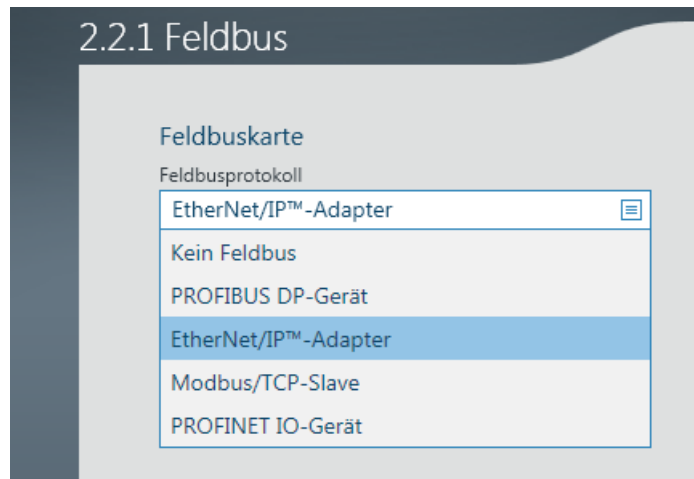 2.2.1 Feldbus
Feldbuskarte
Feldbusprotokoll
EtherNet/IP™-Adapter
Kein Feldbus
PROFIBUS DP-Gerät
EtherNet/IP™-Adapter
Modbus/TCP-Slave
PROFINET IO-Gerät